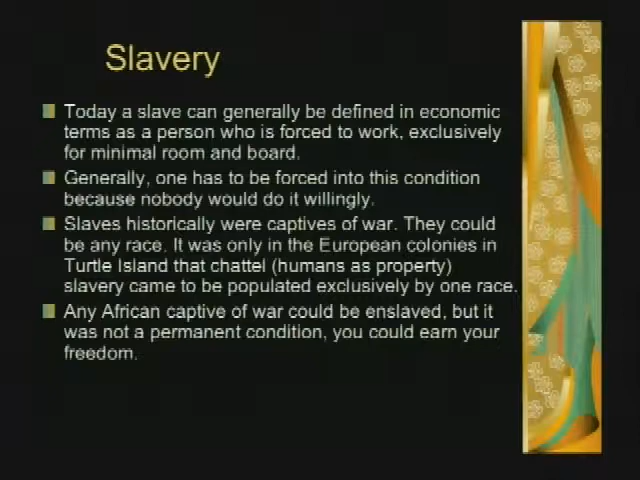 Slavery
Today a slave can generally be defined in economic
terms as a person who is forced to work, exclusively
for minimal room and board.
Generally, one has to be forced into this condition
because nobody would do it willingly.
Slaves historically were captives of war. They could
be any race. It was only in the European colonies in
Turtle Island that chattel (humans as property)
slavery came to be populated exclusively by one race.
Any African captive of war could be enslaved, but it
was not a permanent condition, you could earn your
freedom.